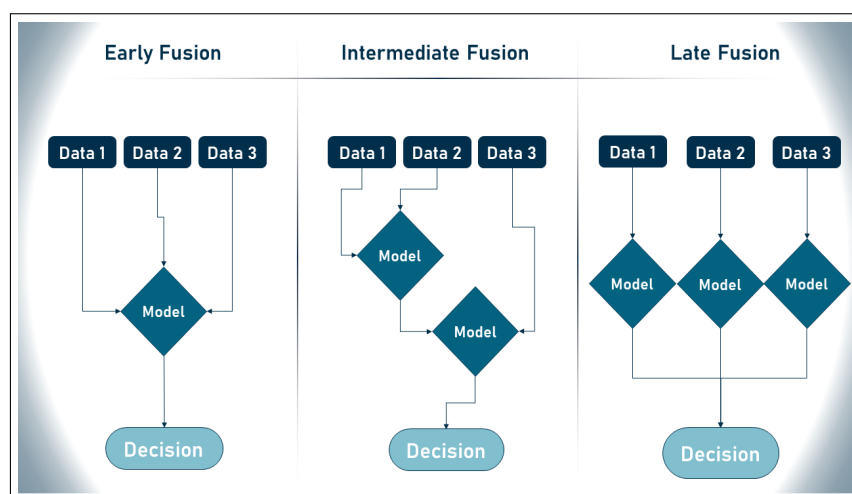 Early Fusion
Data 1 Data 2 Data 3
Model
Decision
Intermediate Fusion
Data 1 Data 2 Data 3
Model
Model
Decision
Late Fusion
Data 1 Data 2 Data 3
Model Model Model
Decision